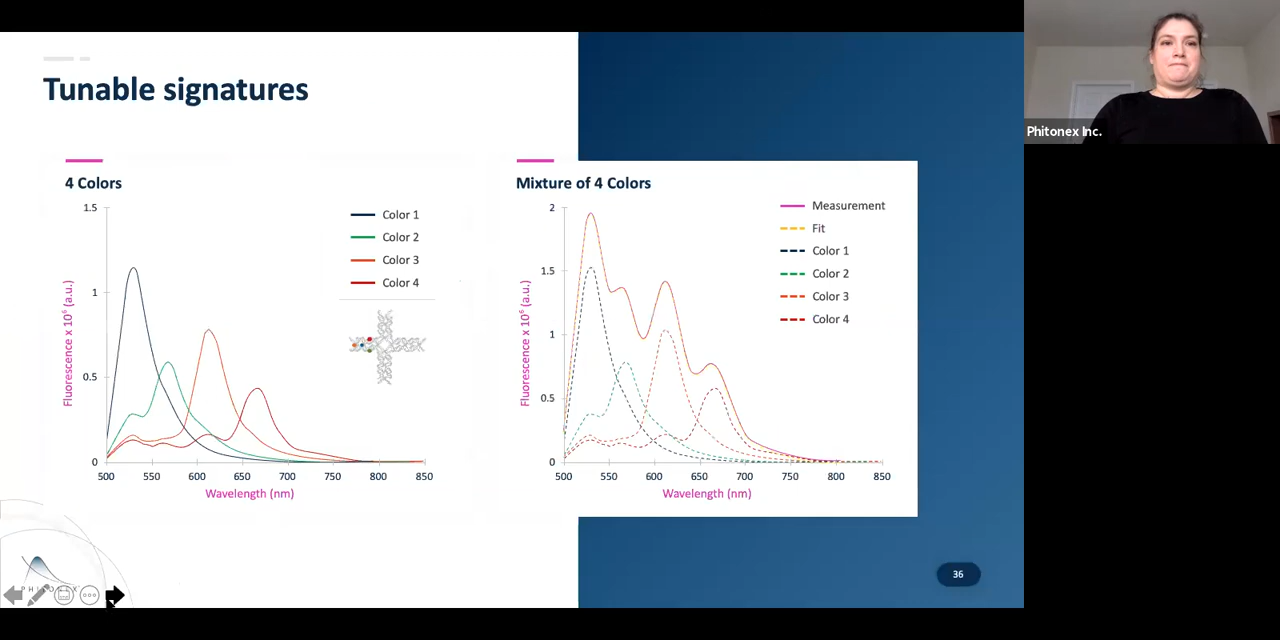 Tunable signatures
4 Colors
1.5
1
0.5
0
500 550 600 650 700 750 800 850
Fluorescence x 10⁶ (a.u.)
Wavelength (nm)
Color 1
Color 2
Color 3
Color 4
Mixture of 4 Colors
2
1.5
1
0.5
0
500 550 600 650 700 750 800 850
Fluorescence x 10⁶ (a.u.)
Wavelength (nm)
Measurement
Fit
Color 1
Color 2
Color 3
Color 4
36
Phitonex Inc.